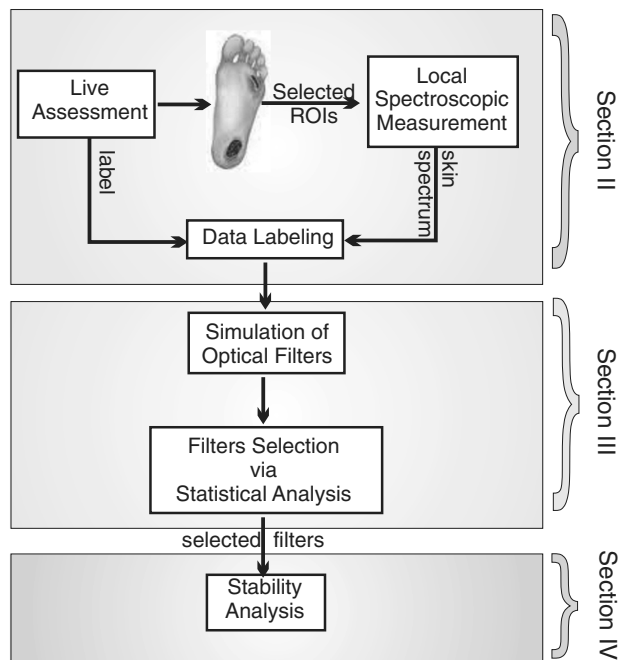 Live
Assessment
Selected
ROIs
Local
Spectroscopic
Measurement
Section II
label
skin
spectrum
Data Labeling
Simulation of
Optical Filters
Section III
Filters Selection
via
Statistical Analysis
selected filters
Stability
Analysis
Section IV